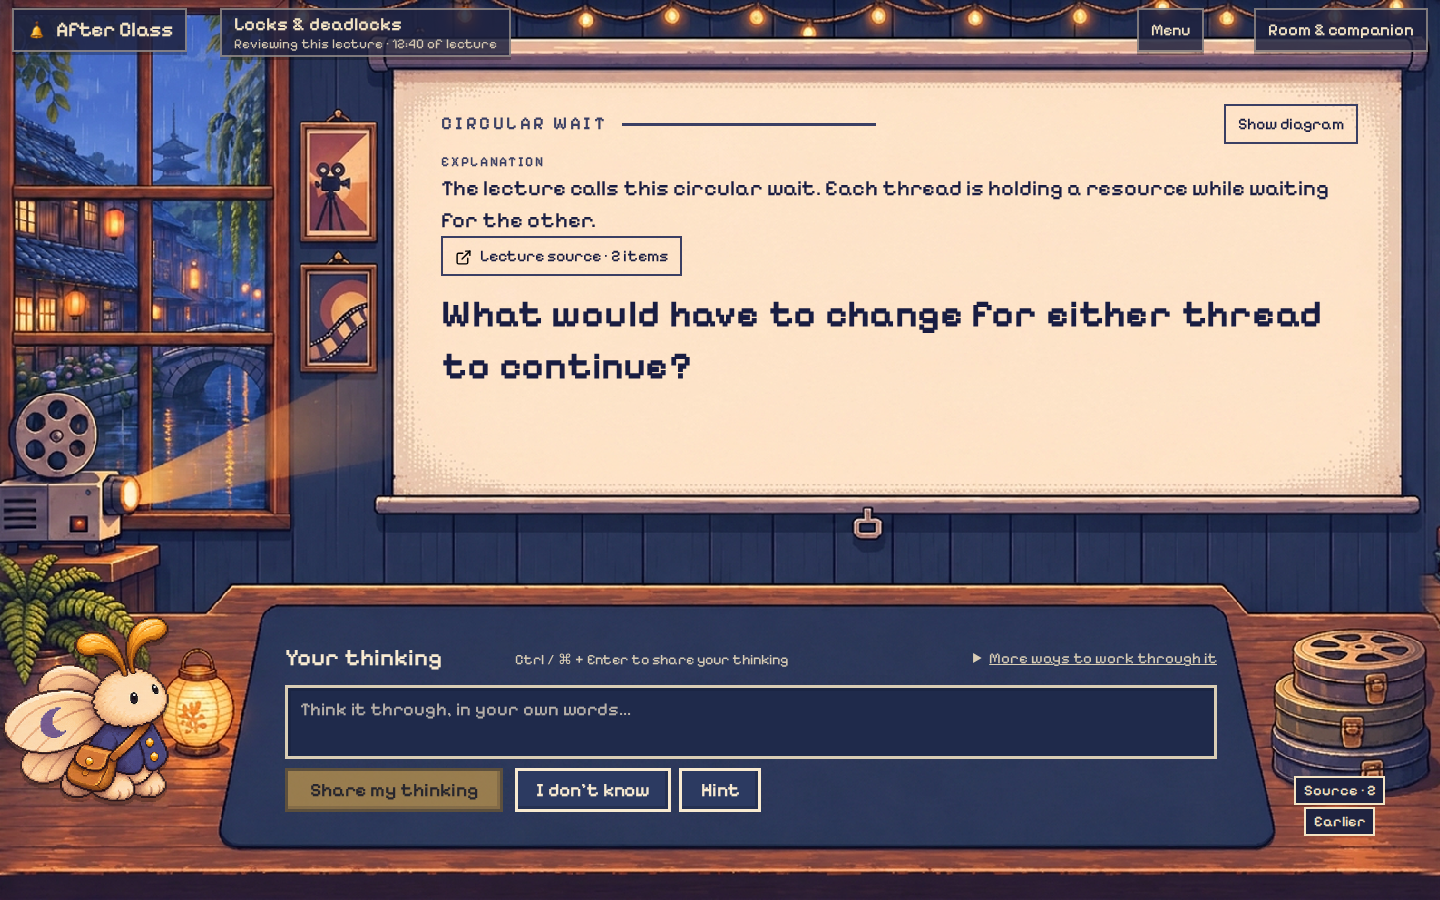 After Class
Locks & deadlocks
Reviewing this lecture · 12:40 of lecture
Menu
Room & companion
CIRCULAR WAIT
Show diagram
EXPLANATION
The lecture calls this circular wait. Each thread is holding a resource while waiting
for the other.
Lecture source · 2 items
What would have to change for either thread
to continue?
Your thinking
Ctrl / ⌘ + Enter to share your thinking
More ways to work through it
Think it through, in your own words…
Share my thinking
I don't know
Hint
Source · 2
Earlier